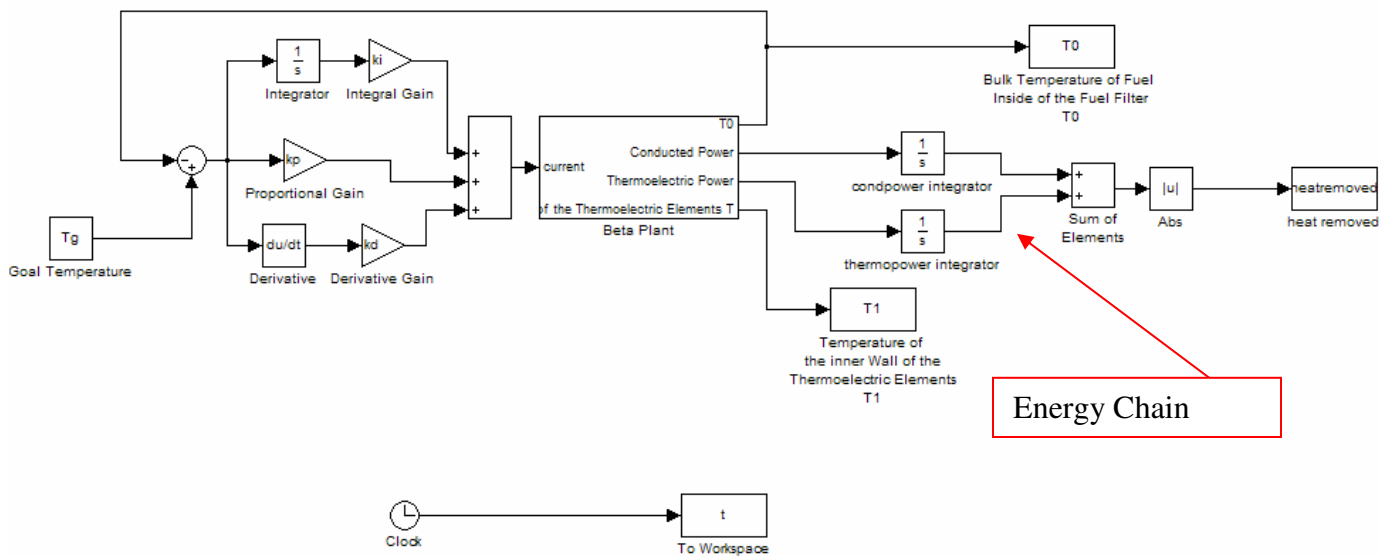 T0
Bulk Temperature of Fuel
Inside of the Fuel Filter
T0
1
s
Integrator
ki
Integral Gain
-
+
kp
Proportional Gain
du/dt
Derivative
kd
Derivative Gain
Tg
Goal Temperature
+
+
+
current
T0
Conducted Power
Thermoelectric Power
of the Thermoelectric Elements T
Beta Plant
1
s
condpower integrator
1
s
thermopower integrator
+
+
Sum of
Elements
|u|
Abs
heatremoved
heat removed
T1
Temperature of
the inner Wall of the
Thermoelectric Elements
T1
Energy Chain
Clock
t
To Workspace